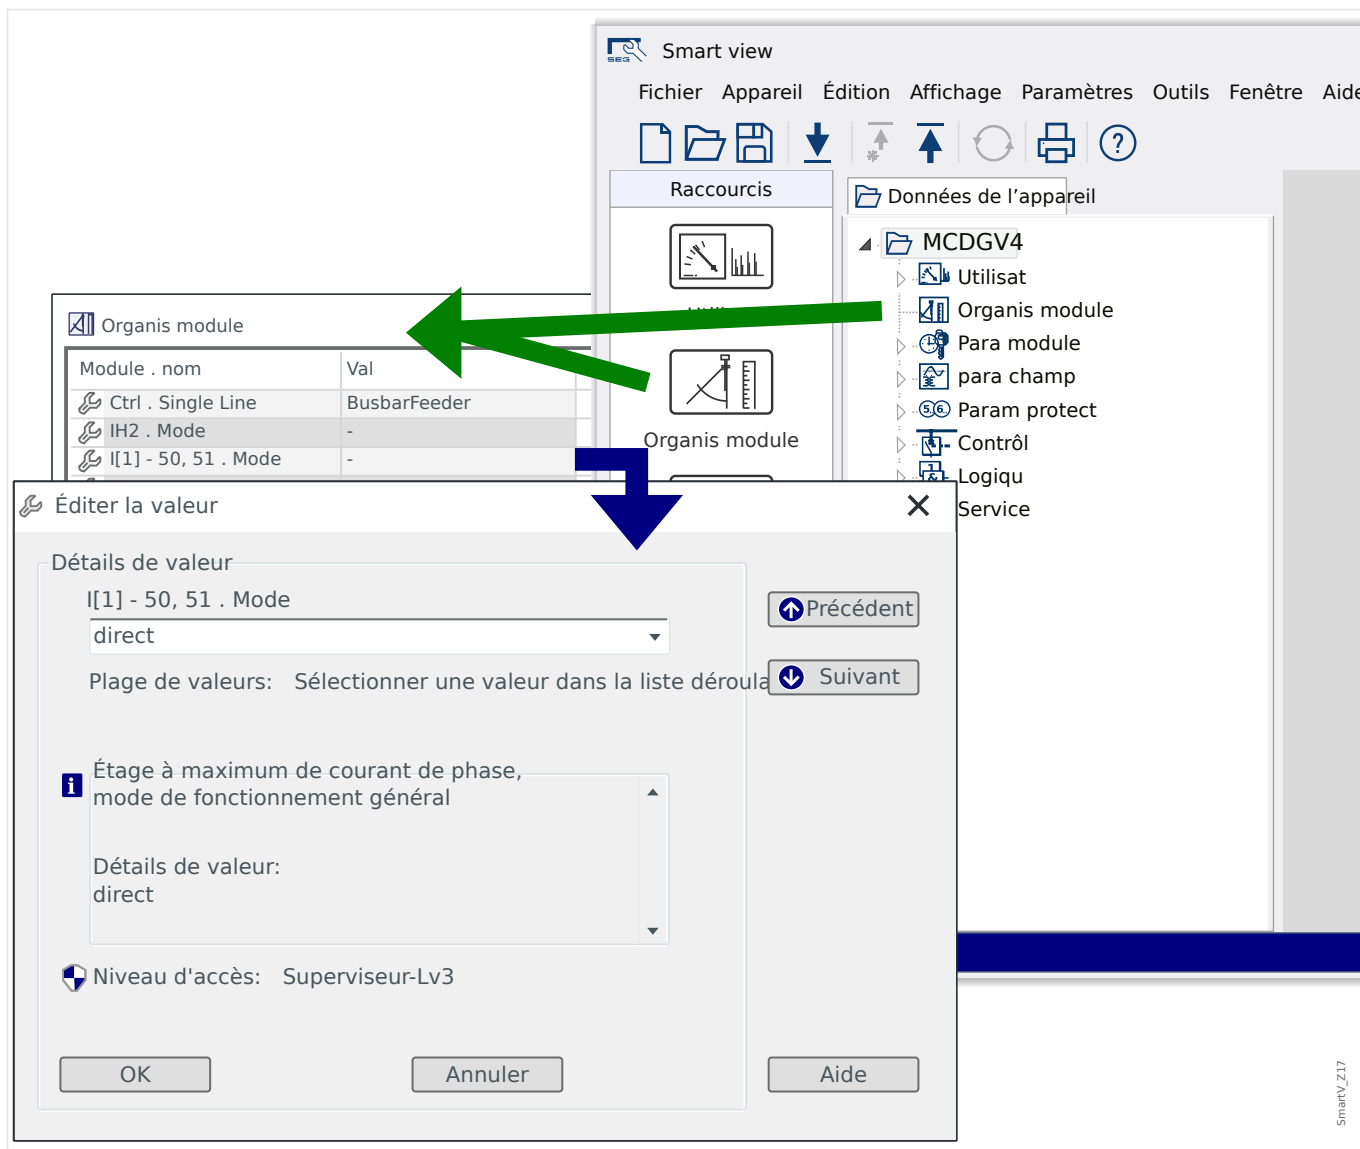 SEG
Smart view
Fichier Appareil Édition Affichage Paramètres Outils Fenêtre Aide
?
Raccourcis
Données de l’appareil
MCDGV4
Utilisat
Organis module
Para module
para champ
Param protect
Contrôl
Logiqu
Service
Organis module
Organis module
Module . nom Val
Ctrl . Single Line BusbarFeeder
IH2 . Mode -
I[1] - 50, 51 . Mode -
Éditer la valeur
Détails de valeur
I[1] - 50, 51 . Mode
direct
Plage de valeurs: Sélectionner une valeur dans la liste déroula
Précédent
Suivant
i
Étage à maximum de courant de phase,
mode de fonctionnement général
Détails de valeur:
direct
Niveau d'accès: Superviseur-Lv3
OK Annuler Aide
SmartV_Z17